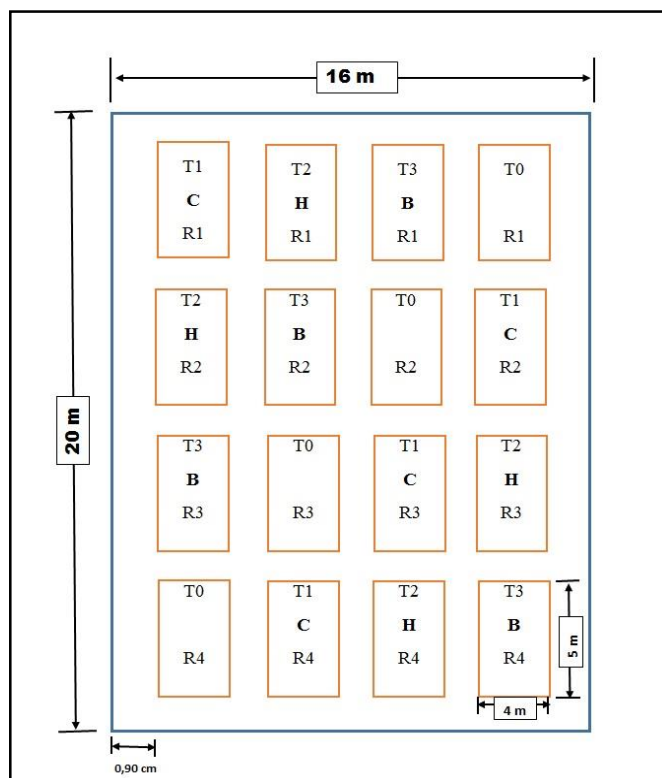 16 m
T1 T2 T3 T0
C H B
R1 R1 R1 R1
T2 T3 T0 T1
H B C
R2 R2 R2 R2
20 m
T3 T0 T1 T2
B C H
R3 R3 R3 R3
T0 T1 T2 T3
C H B
R4 R4 R4 R4
5 m
4 m
0,90 cm